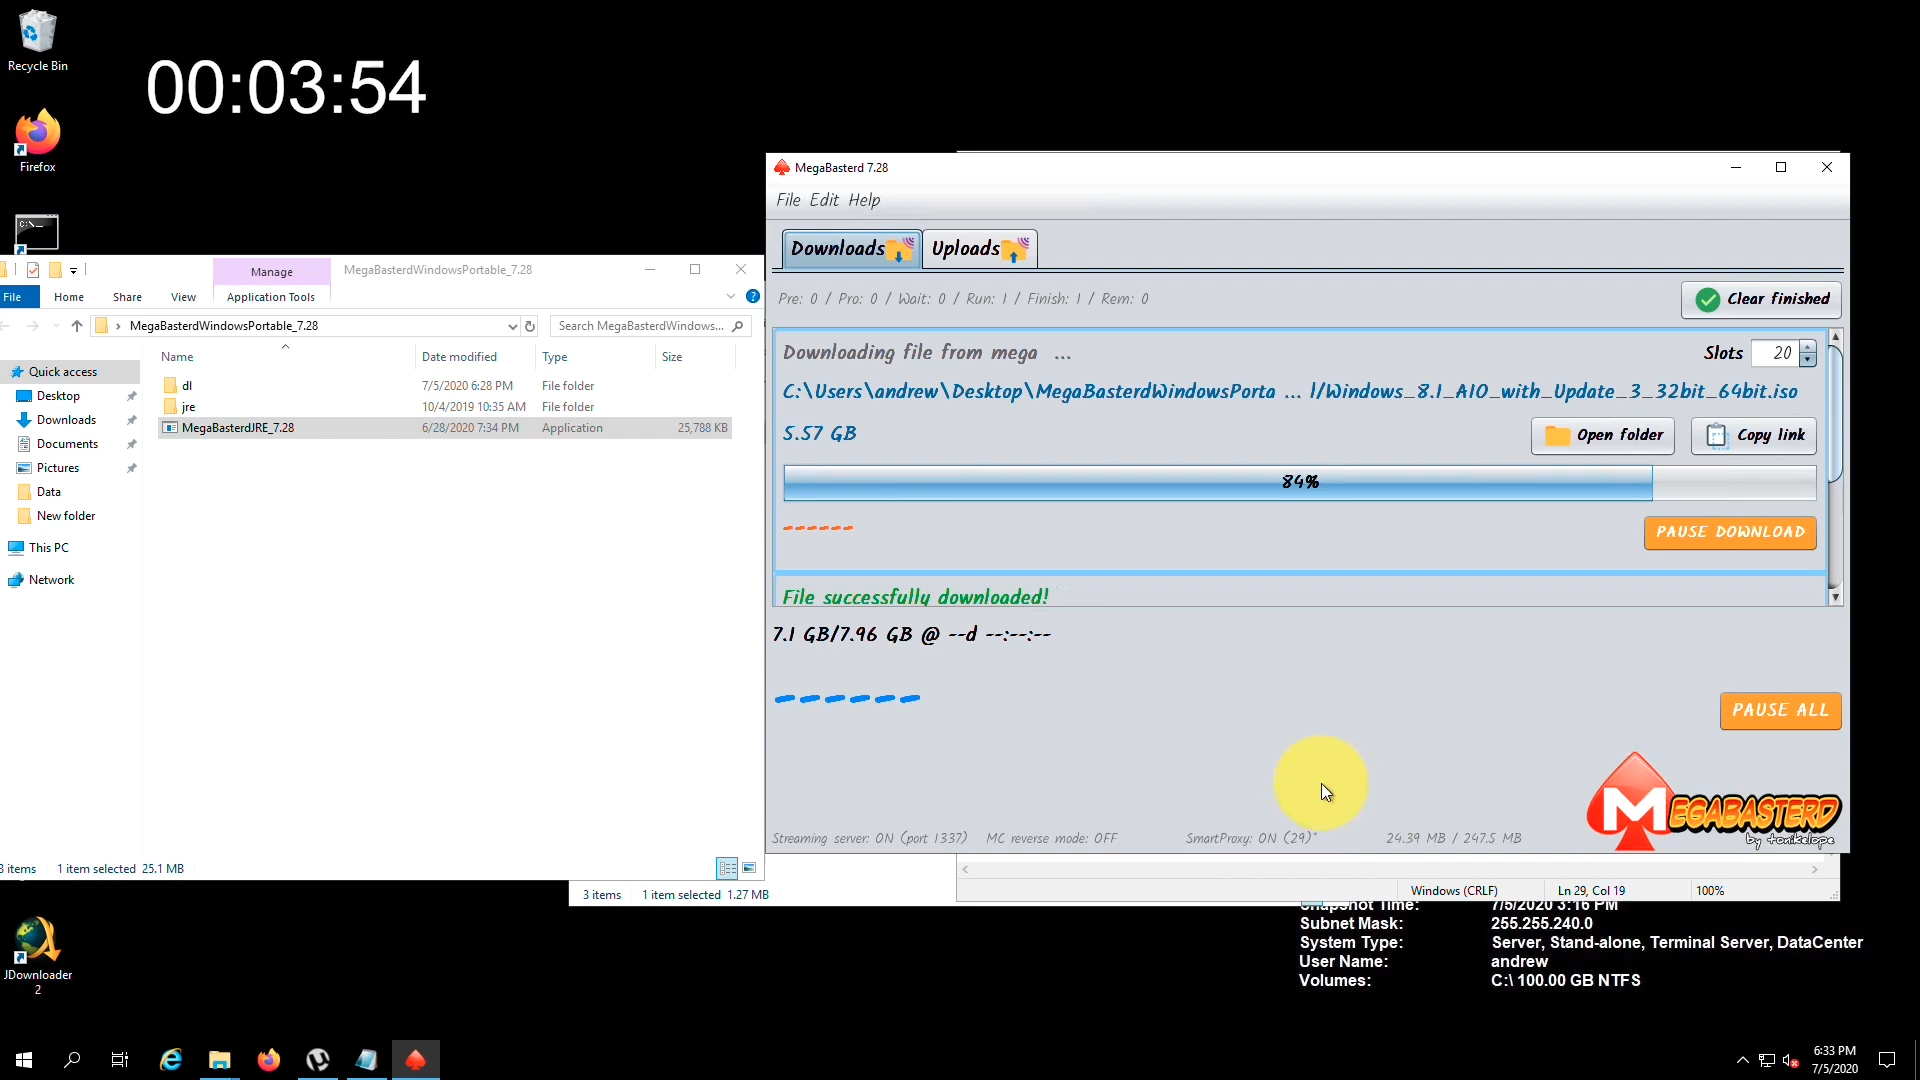 Recycle Bin
00:03:54
Firefox
MegaBasterd 7.28
File Edit Help
Downloads
Uploads
Manage
MegaBasterdWindowsPortable_7.28
File
Home
Share
View
Application Tools
Pre: 0 / Pro: 0 / Wait: 0 / Run: 1 / Finish: 1 / Rem: 0
Clear finished
MegaBasterdWindowsPortable_7.28
Search MegaBasterdWindows...
Name
Date modified
Type
Size
Downloading file from mega ...
Slots
20
Quick access
dl
7/5/2020 6:28 PM
File folder
Desktop
jre
10/4/2019 10:35 AM
File folder
C:\Users\andrew\Desktop\MegaBasterdWindowsPorta ... l/Windows_8.1_AIO_with_Update_3_32bit_64bit.iso
Downloads
MegaBasterdJRE_7.28
6/28/2020 7:34 PM
Application
25,788 KB
5.57 GB
Open folder
Copy link
Documents
Pictures
84%
Data
New folder
PAUSE DOWNLOAD
This PC
Network
File successfully downloaded!
7.1 GB/7.96 GB @ --d --:--:--
PAUSE ALL
MEGABASTERD
by tonikelope
Streaming server: ON (port 1337)
MC reverse mode: OFF
SmartProxy: ON (29)*
24.39 MB / 247.5 MB
3 items
1 item selected 25.1 MB
3 items
1 item selected 1.27 MB
Windows (CRLF)
Ln 29, Col 19
100%
Snapshot Time:
7/5/2020 3:16 PM
Subnet Mask:
255.255.240.0
System Type:
Server, Stand-alone, Terminal Server, DataCenter
User Name:
andrew
Volumes:
C:\ 100.00 GB NTFS
JDownloader
2
6:33 PM
7/5/2020